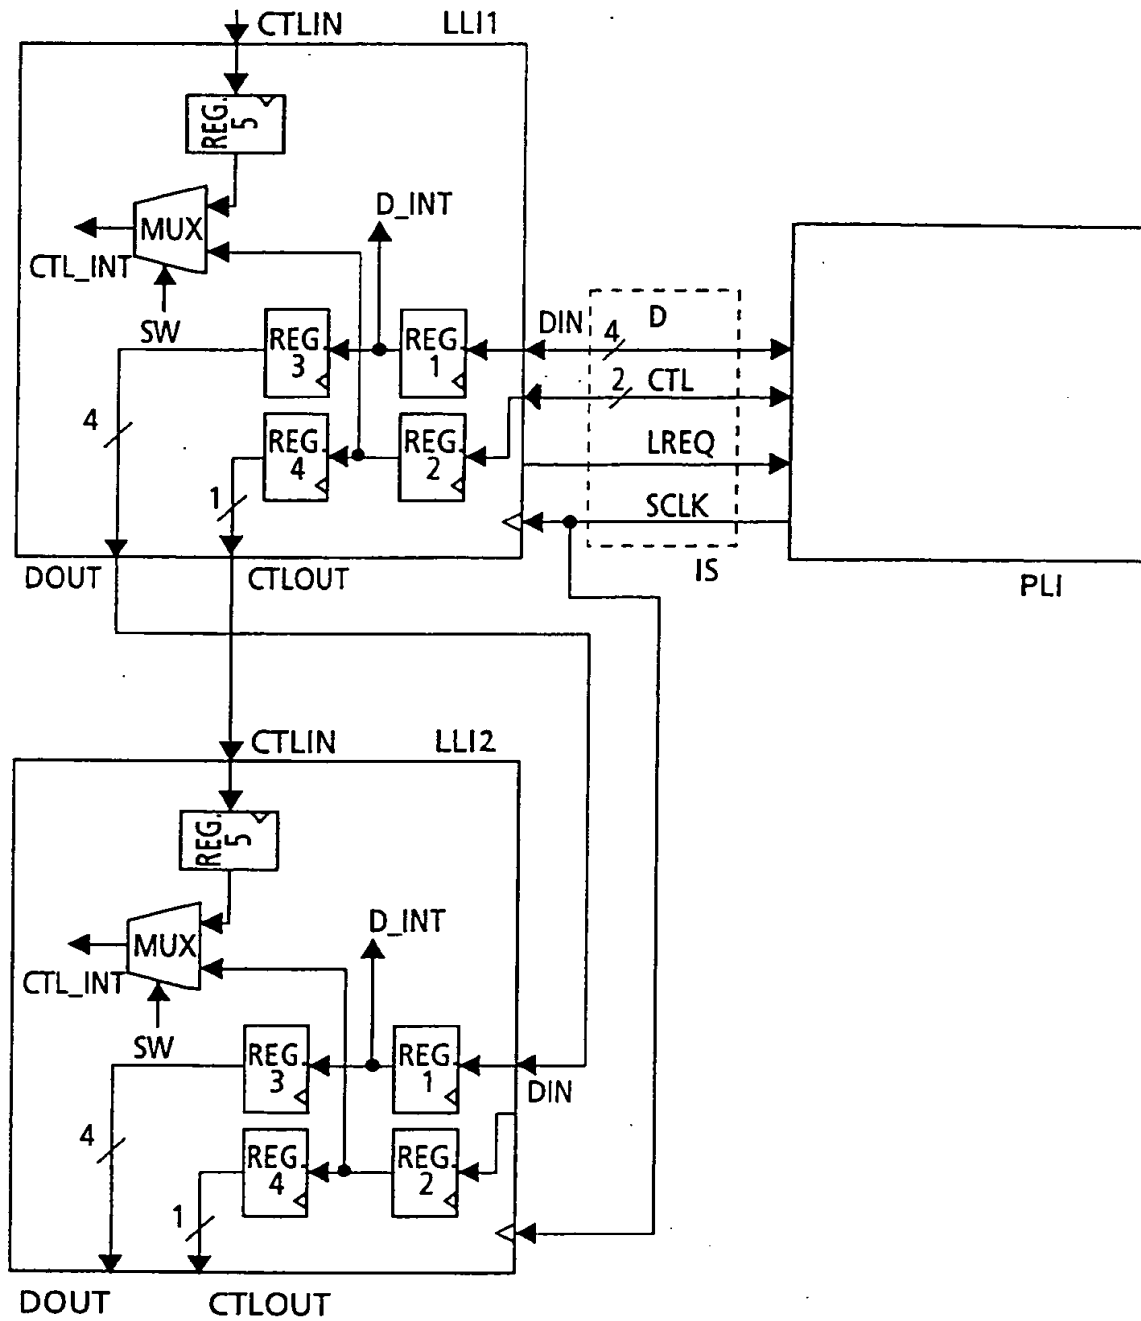 CTLIN
LLI1
REG.
5
D_INT
MUX
CTL_INT
SW
REG.
3
REG.
1
DIN
D
4
2
CTL
4
REG.
4
REG.
2
LREQ
1
SCLK
DOUT
CTLOUT
IS
PLI
CTLIN
LLI2
REG.
5
D_INT
MUX
CTL_INT
SW
REG.
3
REG.
1
DIN
4
REG.
4
REG.
2
1
DOUT
CTLOUT